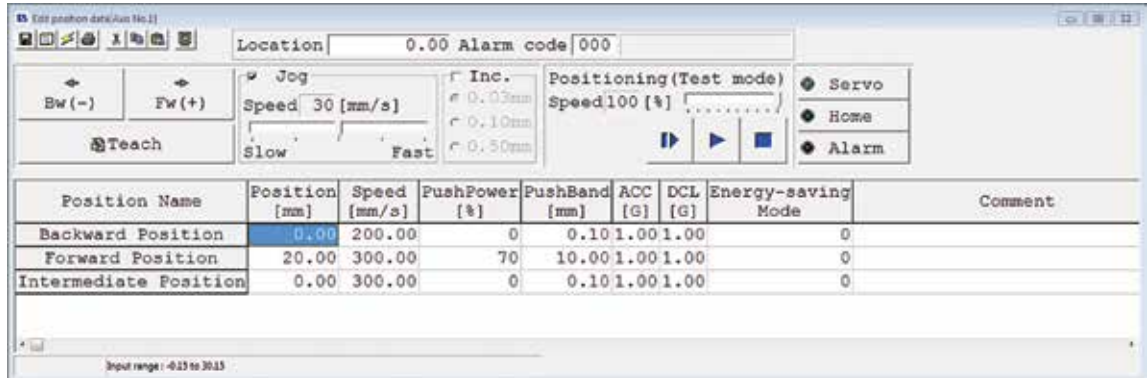 Edit position data[Axis No.1]
Location 0.00 Alarm code 000
Bw(-) Fw(+)
Teach
Jog
Speed 30 [mm/s]
Slow Fast
Inc.
0.03mm
0.10mm
0.50mm
Positioning(Test mode)
Speed 100 [%]
Servo
Home
Alarm
Position Name Position [mm] Speed [mm/s] PushPower [%] PushBand [mm] ACC [G] DCL [G] Energy-saving Mode Comment
Backward Position 0.00 200.00 0 0.10 1.00 1.00 0
Forward Position 20.00 300.00 70 10.00 1.00 1.00 0
Intermediate Position 0.00 300.00 0 0.10 1.00 1.00 0
Input range : -0.15 to 30.15